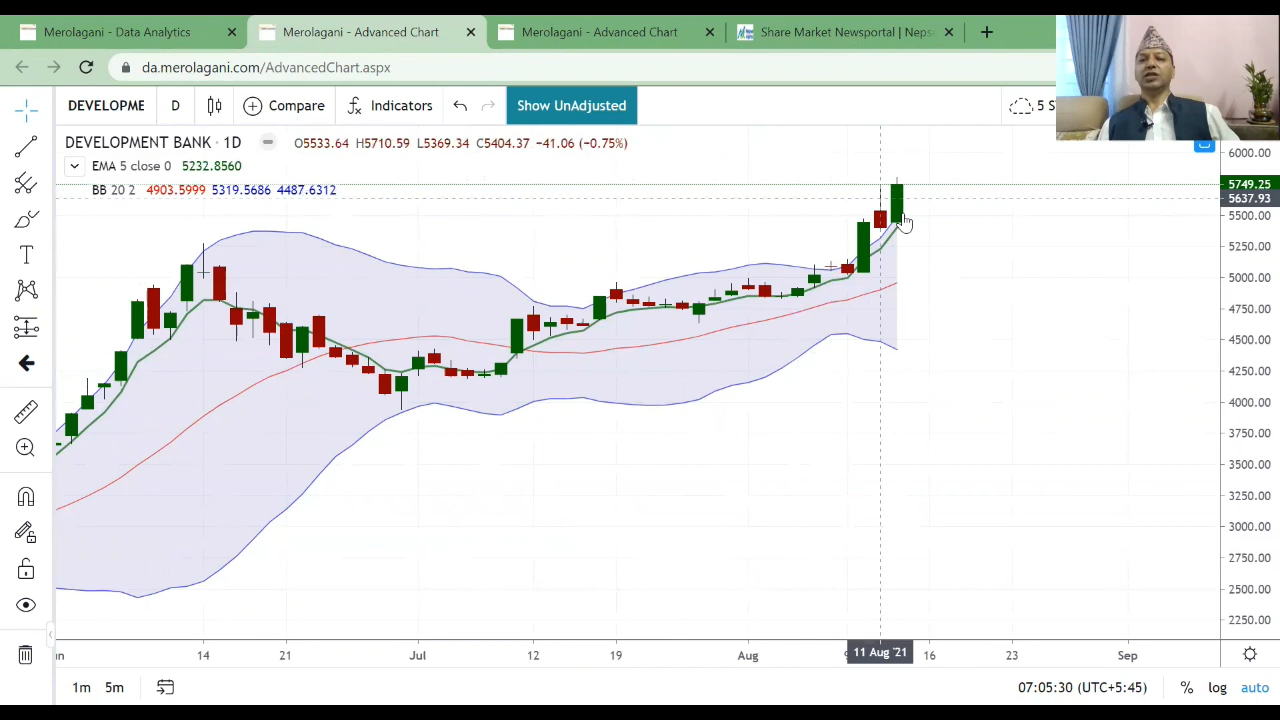 Merolagani - Data Analytics
Merolagani - Advanced Chart
Merolagani - Advanced Chart
Share Market Newsportal | Neps
da.merolagani.com/AdvancedChart.aspx
DEVELOPME D Compare Indicators Show UnAdjusted 5
DEVELOPMENT BANK · 1D O5533.64 H5710.59 L5369.34 C5404.37 −41.06 (−0.75%)
EMA 5 close 0 5232.8560
BB 20 2 4903.5999 5319.5686 4487.6312
6000.00
5749.25
5637.93
5500.00
5250.00
5000.00
4750.00
4500.00
4250.00
4000.00
3750.00
3500.00
3250.00
3000.00
2750.00
2500.00
2250.00
14 21 Jul 12 19 Aug 11 Aug '21 16 23 Sep
1m 5m 07:05:30 (UTC+5:45) % log auto